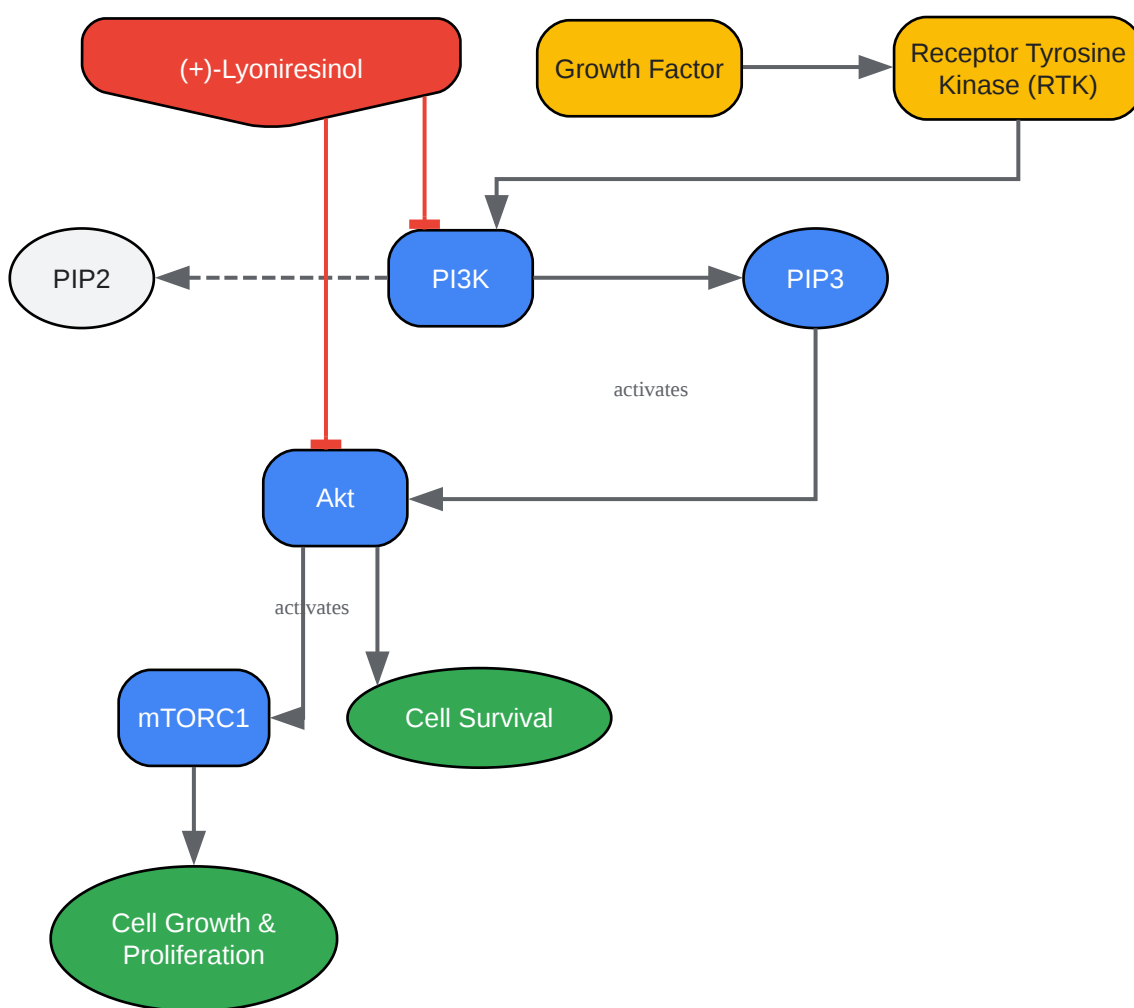 (+)-Lyoniresinol
Growth Factor
Receptor Tyrosine
Kinase (RTK)
PIP2
PI3K
PIP3
activates
Akt
activates
mTORC1
Cell Survival
Cell Growth &
Proliferation